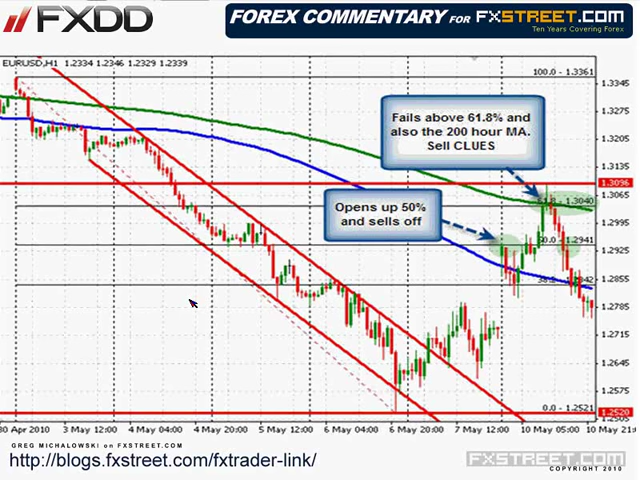 FXDD
FOREX COMMENTARY FOR FXSTREET.COM
Ten Years Covering Forex
EURUSD,H1 1.2334 1.2346 1.2329 1.2339
100.0 - 1.3361
1.3345
1.3275
1.3205
Fails above 61.8% and
also the 200 hour MA.
Sell CLUES
1.3135
1.3096
1.3065
61.8 - 1.3040
Opens up 50%
and sells off
1.2995
50.0 - 1.2941
1.2925
1.2855
38.2 - 1.2842
1.2785
1.2715
1.2645
1.2575
0.0 - 1.2521
1.2520
1.2505
30 Apr 2010
3 May 12:00
4 May 04:00
4 May 20:00
5 May 12:00
6 May 04:00
6 May 20:00
7 May 12:00
10 May 05:00
10 May 21:
GREG MICHALOWSKI on FXSTREET.COM
http://blogs.fxstreet.com/fxtrader-link/
FXSTREET.COM
COPYRIGHT 2010